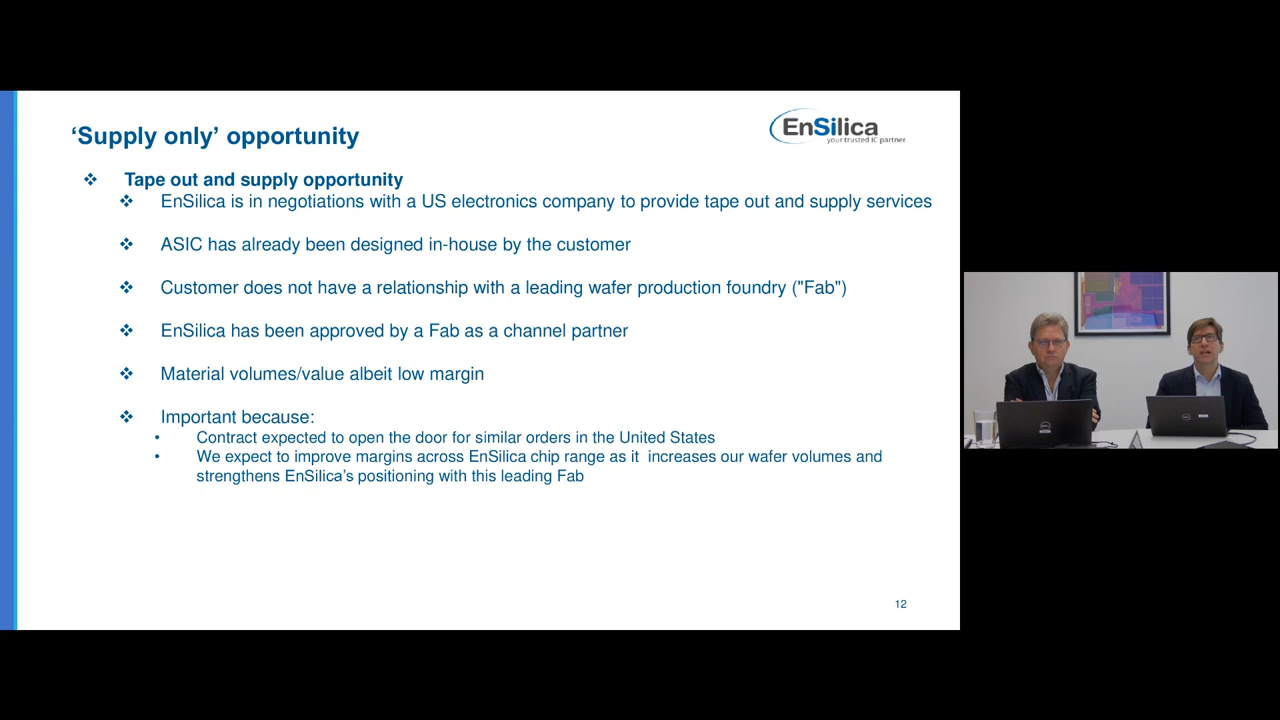 ‘Supply only’ opportunity
EnSilica
your trusted IC partner
❖ Tape out and supply opportunity
❖ EnSilica is in negotiations with a US electronics company to provide tape out and supply services
❖ ASIC has already been designed in-house by the customer
❖ Customer does not have a relationship with a leading wafer production foundry ("Fab")
❖ EnSilica has been approved by a Fab as a channel partner
❖ Material volumes/value albeit low margin
❖ Important because:
• Contract expected to open the door for similar orders in the United States
• We expect to improve margins across EnSilica chip range as it increases our wafer volumes and
strengthens EnSilica’s positioning with this leading Fab
12